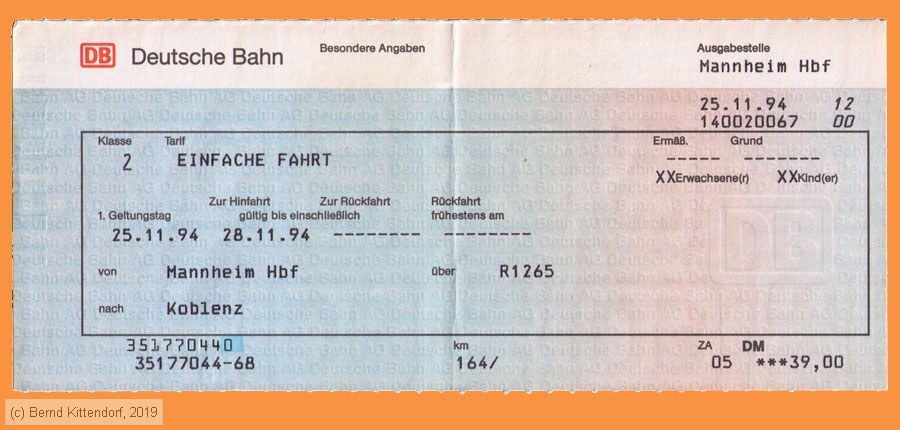 DB Deutsche Bahn Besondere Angaben Ausgabestelle
Mannheim Hbf
25.11.94 12
140020067 00
Klasse Tarif Ermäß. Grund
2 EINFACHE FAHRT ----- -------
XXErwachsene(r) XXKind(er)
Zur Hinfahrt Zur Rückfahrt Rückfahrt
1. Geltungstag gültig bis einschließlich frühestens am
25.11.94 28.11.94 -------- --------
von Mannheim Hbf über R1265
nach Koblenz
351770440 km ZA DM
35177044-68 164/ 05 ***39,00
(c) Bernd Kittendorf, 2019